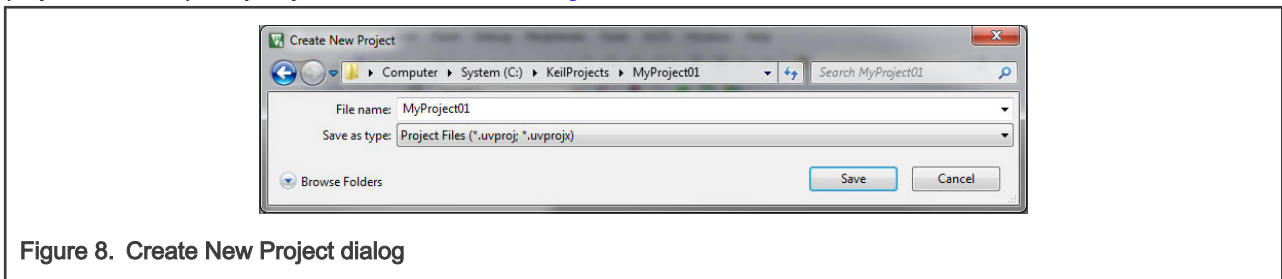 Create New Project
Computer ▸ System (C:) ▸ KeilProjects ▸ MyProject01
Search MyProject01
File name: MyProject01
Save as type: Project Files (*.uvproj; *.uvprojx)
Browse Folders
Save
Cancel
Figure 8. Create New Project dialog